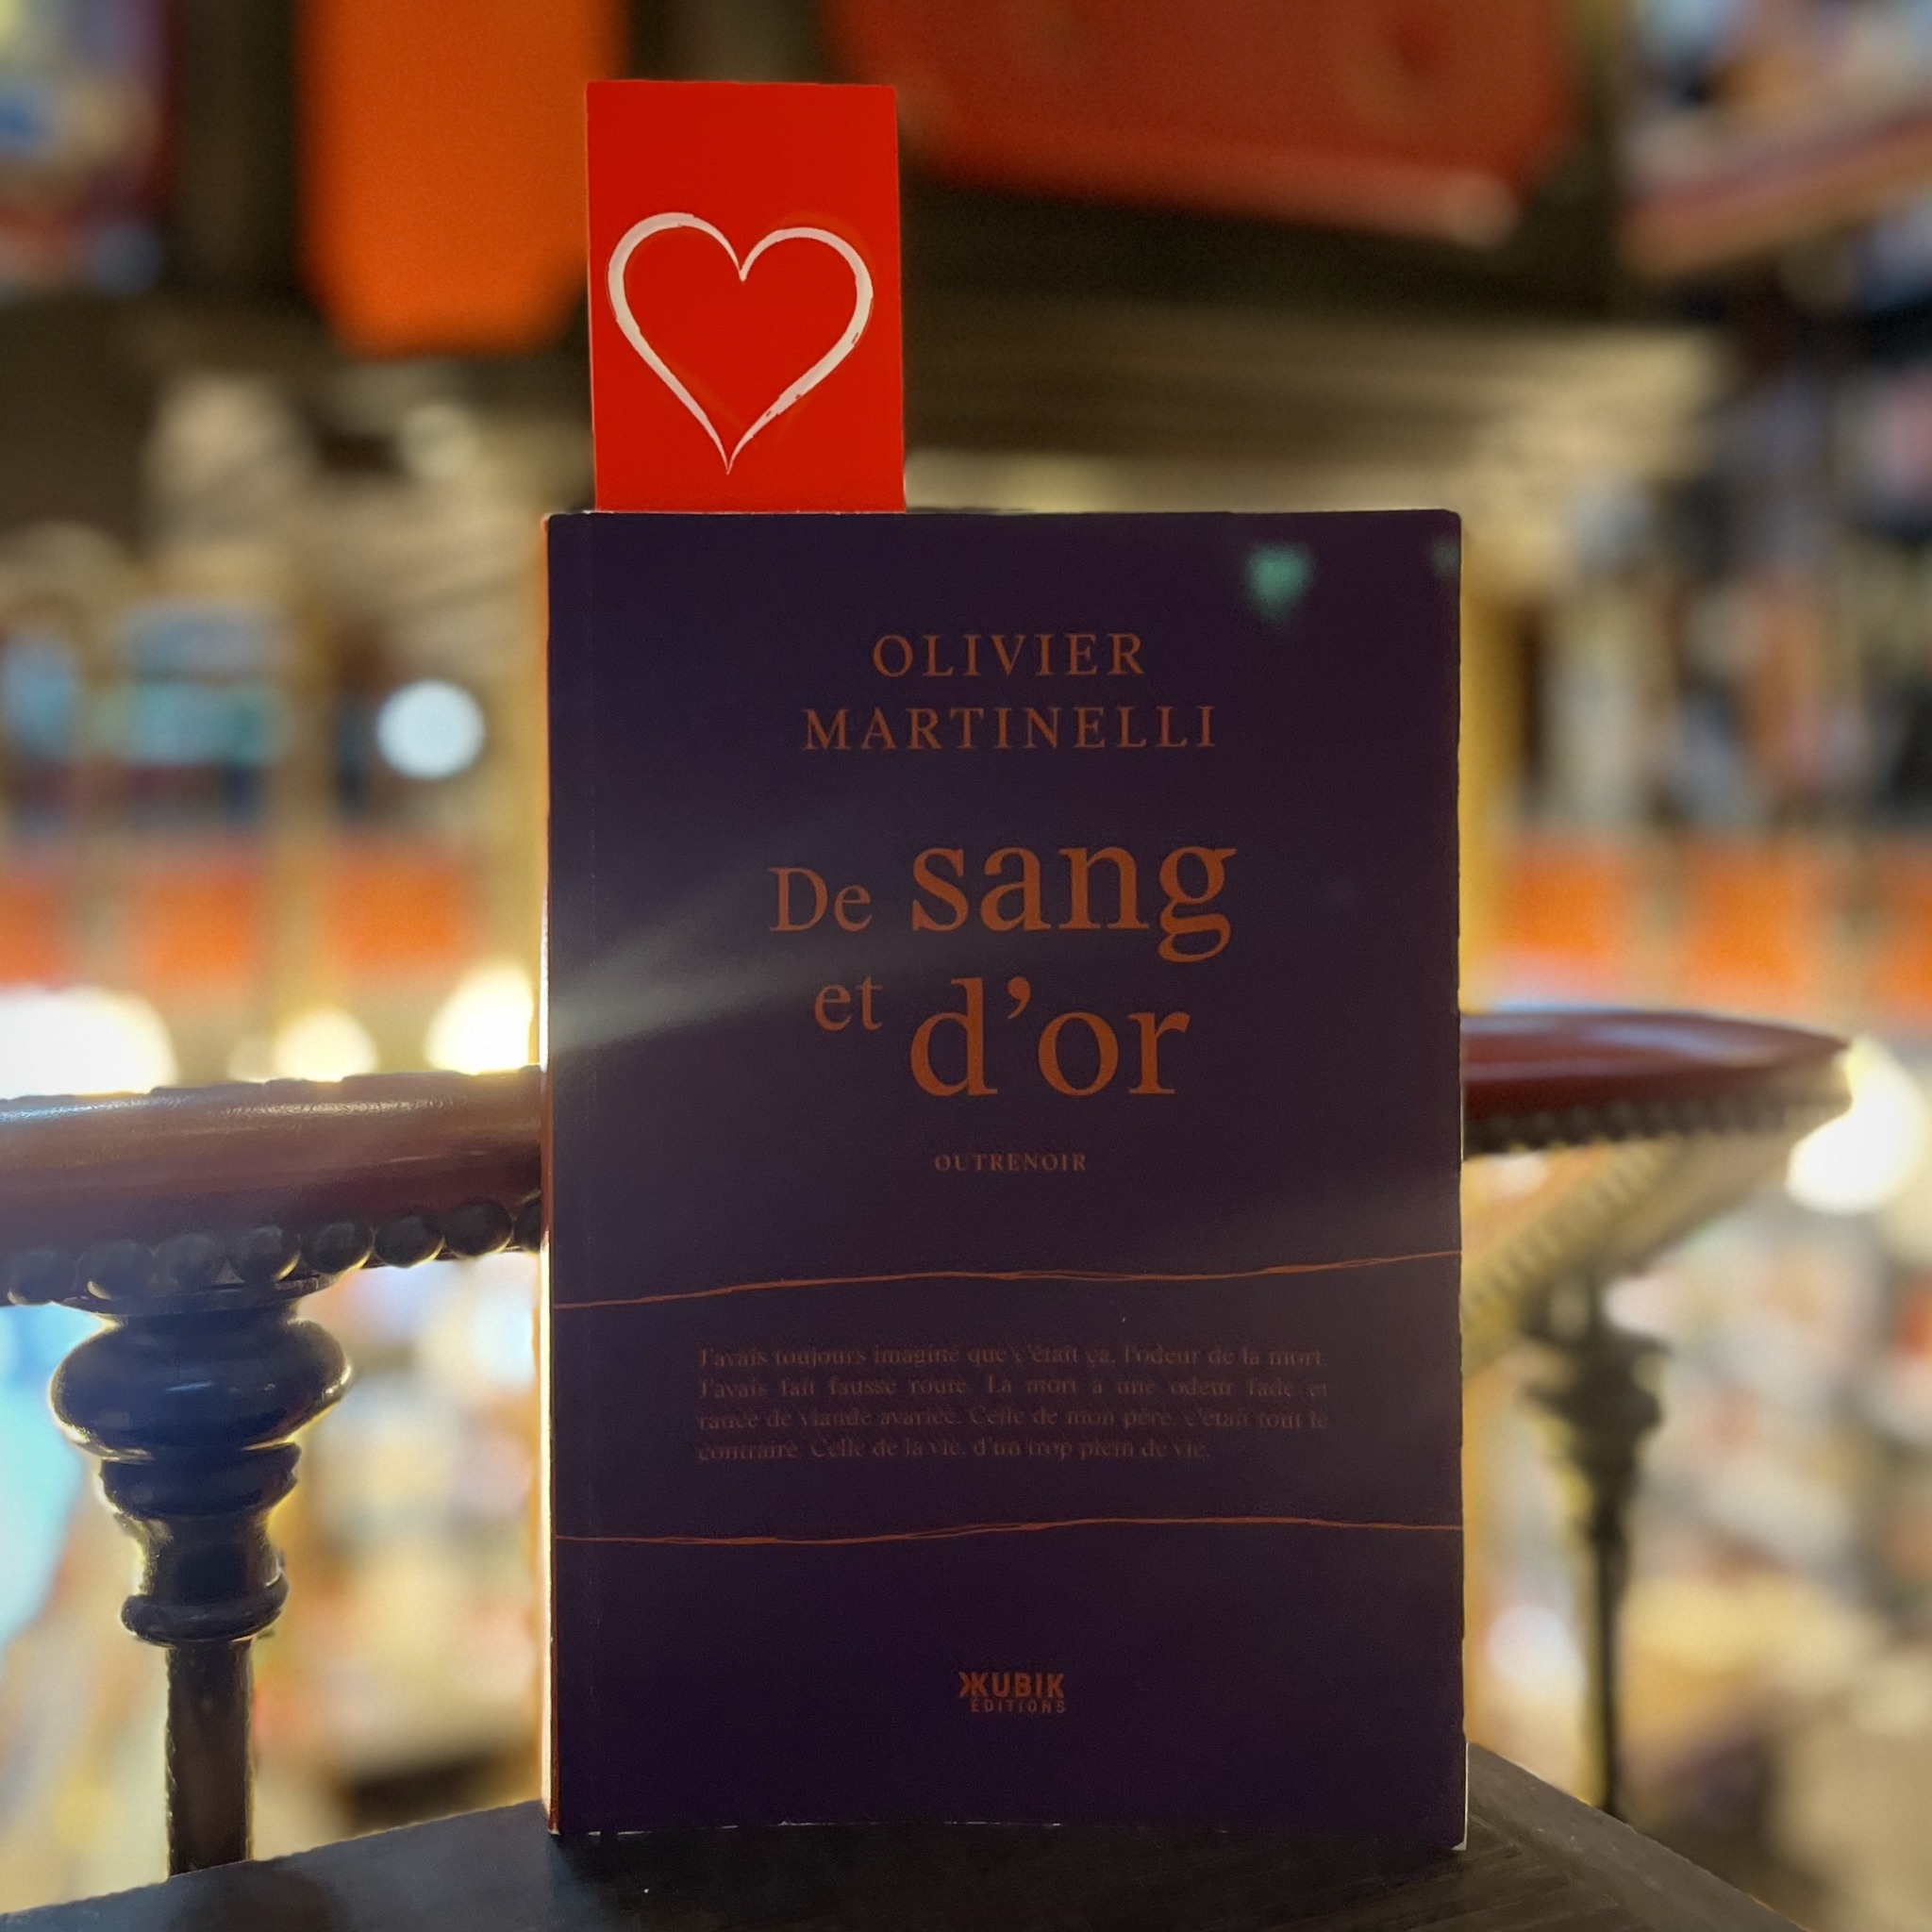 OLIVIER
MARTINELLI
De sang
et d'or
OUTRENOIR
J'avais toujours imaginé que c'était ça, l'odeur de la mort.
J'avais fait fausse route. La mort a une odeur fade et
rance de viande avariée. Celle de mon père, c'était tout le
contraire. Celle de la vie, d'un trop plein de vie.
KUBIK
EDITIONS